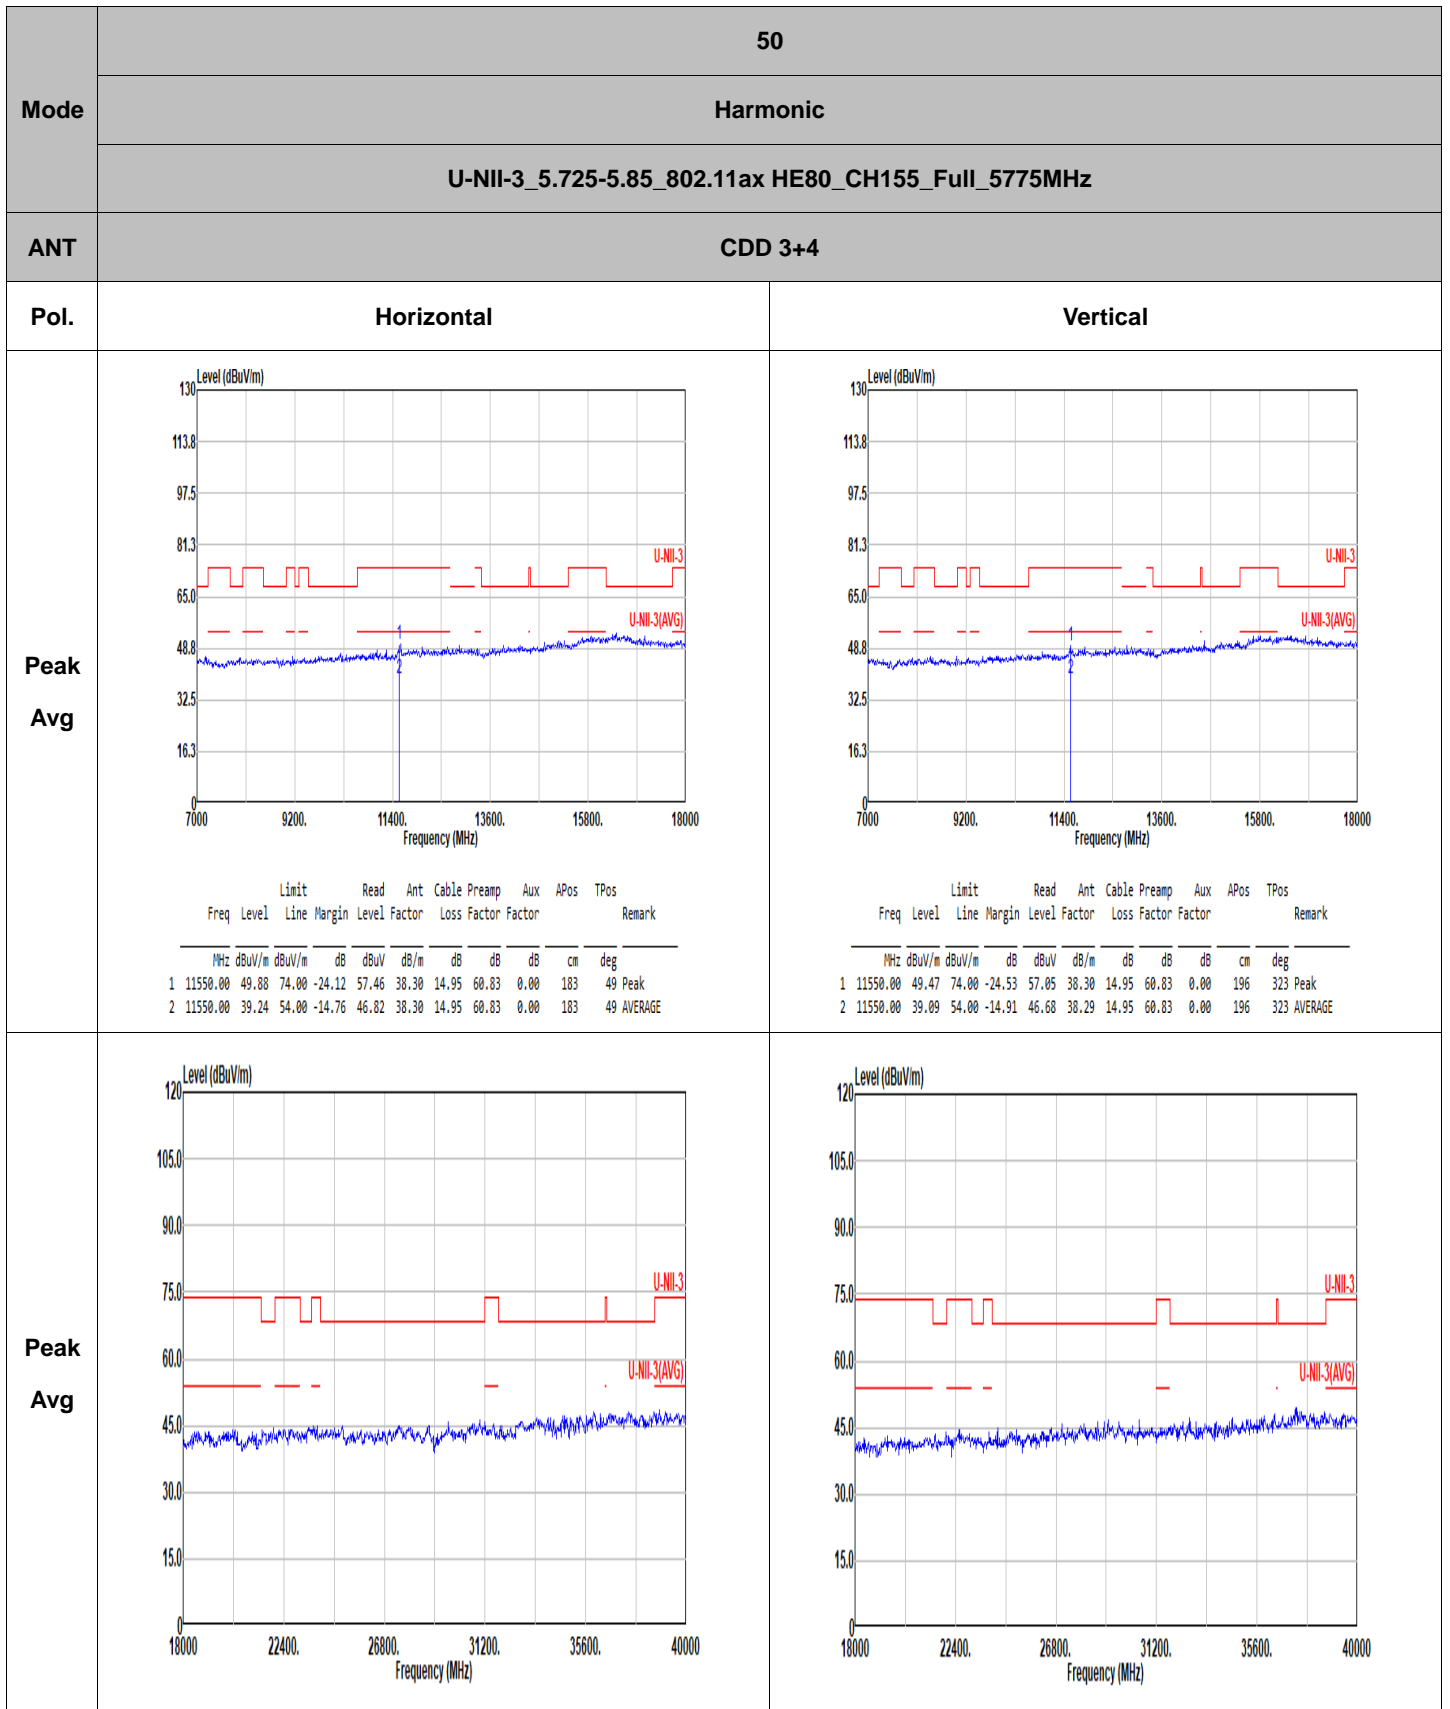 Mode
50
Harmonic
U-NII-3_5.725-5.85_802.11ax HE80_CH155_Full_5775MHz
ANT
CDD 3+4
Pol.
Horizontal
Vertical
Peak
Avg
Level (dBuV/m)
130
113.8
97.5
81.3
65.0
48.8
32.5
16.3
0
U-NII-3
U-NII-3(AVG)
1
2
7000 9200. 11400. 13600. 15800. 18000
Frequency (MHz)
Limit Read Ant Cable Preamp Aux APos TPos
Freq Level Line Margin Level Factor Loss Factor Factor Remark
MHz dBuV/m dBuV/m dB dBuV dB/m dB dB dB cm deg
1 11550.00 49.88 74.00 -24.12 57.46 38.30 14.95 60.83 0.00 183 49 Peak
2 11550.00 39.24 54.00 -14.76 46.82 38.30 14.95 60.83 0.00 183 49 AVERAGE
Level (dBuV/m)
130
113.8
97.5
81.3
65.0
48.8
32.5
16.3
0
U-NII-3
U-NII-3(AVG)
1
2
7000 9200. 11400. 13600. 15800. 18000
Frequency (MHz)
Limit Read Ant Cable Preamp Aux APos TPos
Freq Level Line Margin Level Factor Loss Factor Factor Remark
MHz dBuV/m dBuV/m dB dBuV dB/m dB dB dB cm deg
1 11550.00 49.47 74.00 -24.53 57.05 38.30 14.95 60.83 0.00 196 323 Peak
2 11550.00 39.09 54.00 -14.91 46.68 38.29 14.95 60.83 0.00 196 323 AVERAGE
Peak
Avg
Level (dBuV/m)
120
105.0
90.0
75.0
60.0
45.0
30.0
15.0
0
U-NII-3
U-NII-3(AVG)
18000 22400. 26800. 31200. 35600. 40000
Frequency (MHz)
Level (dBuV/m)
120
105.0
90.0
75.0
60.0
45.0
30.0
15.0
0
U-NII-3
U-NII-3(AVG)
18000 22400. 26800. 31200. 35600. 40000
Frequency (MHz)